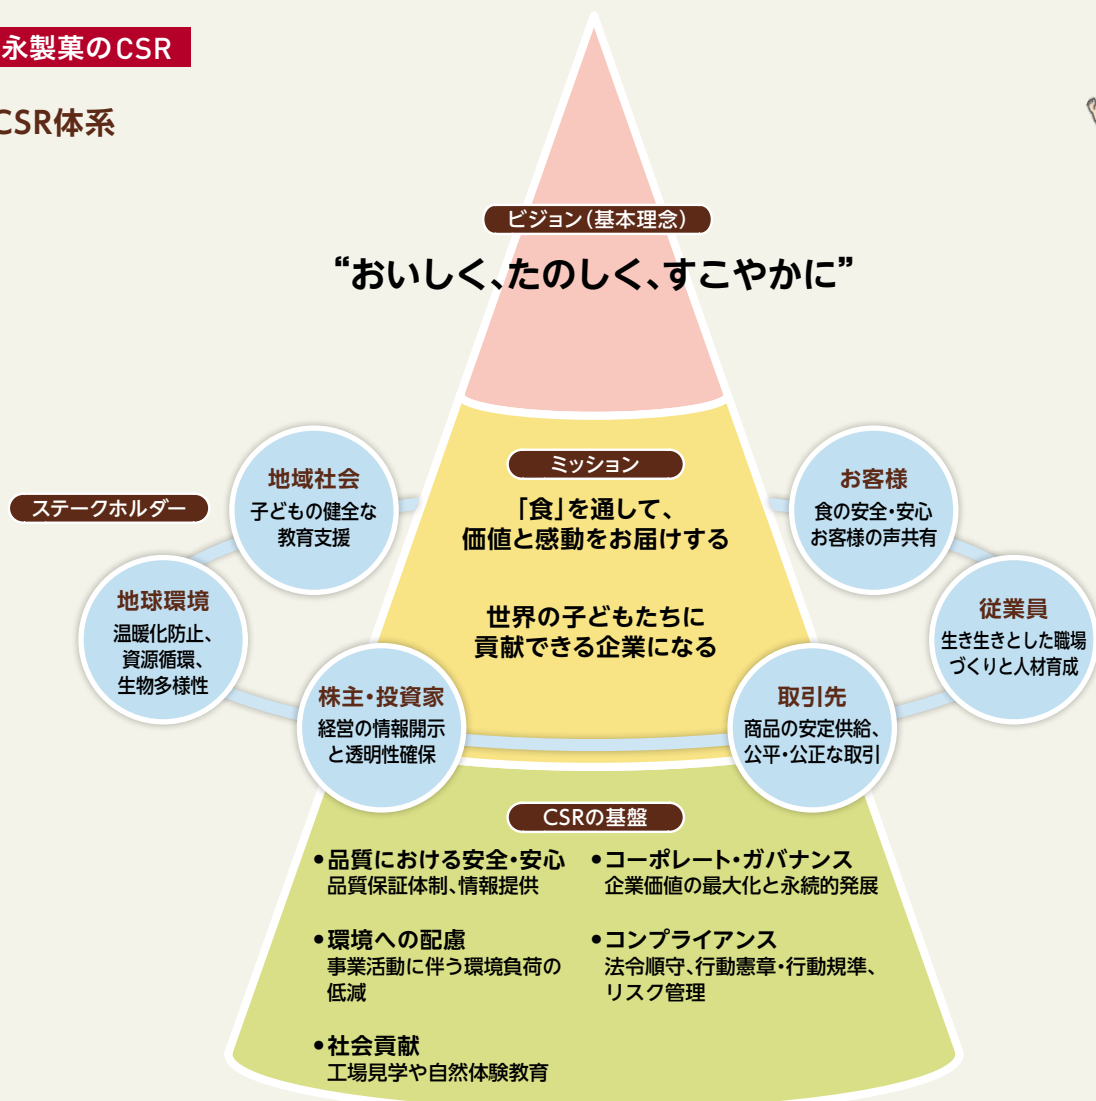 永製菓のCSR
CSR体系
ビジョン（基本理念）
“おいしく、たのしく、すこやかに”
ミッション
「食」を通して、
価値と感動をお届けする
世界の子どもたちに
貢献できる企業になる
ステークホルダー
地域社会
子どもの健全な
教育支援
地球環境
温暖化防止、
資源循環、
生物多様性
株主・投資家
経営の情報開示
と透明性確保
お客様
食の安全・安心
お客様の声共有
従業員
生き生きとした職場
づくりと人材育成
取引先
商品の安定供給、
公平・公正な取引
CSRの基盤
•品質における安全・安心
品質保証体制、情報提供
•環境への配慮
事業活動に伴う環境負荷の
低減
•社会貢献
工場見学や自然体験教育
•コーポレート・ガバナンス
企業価値の最大化と永続的発展
•コンプライアンス
法令順守、行動憲章・行動規準、
リスク管理